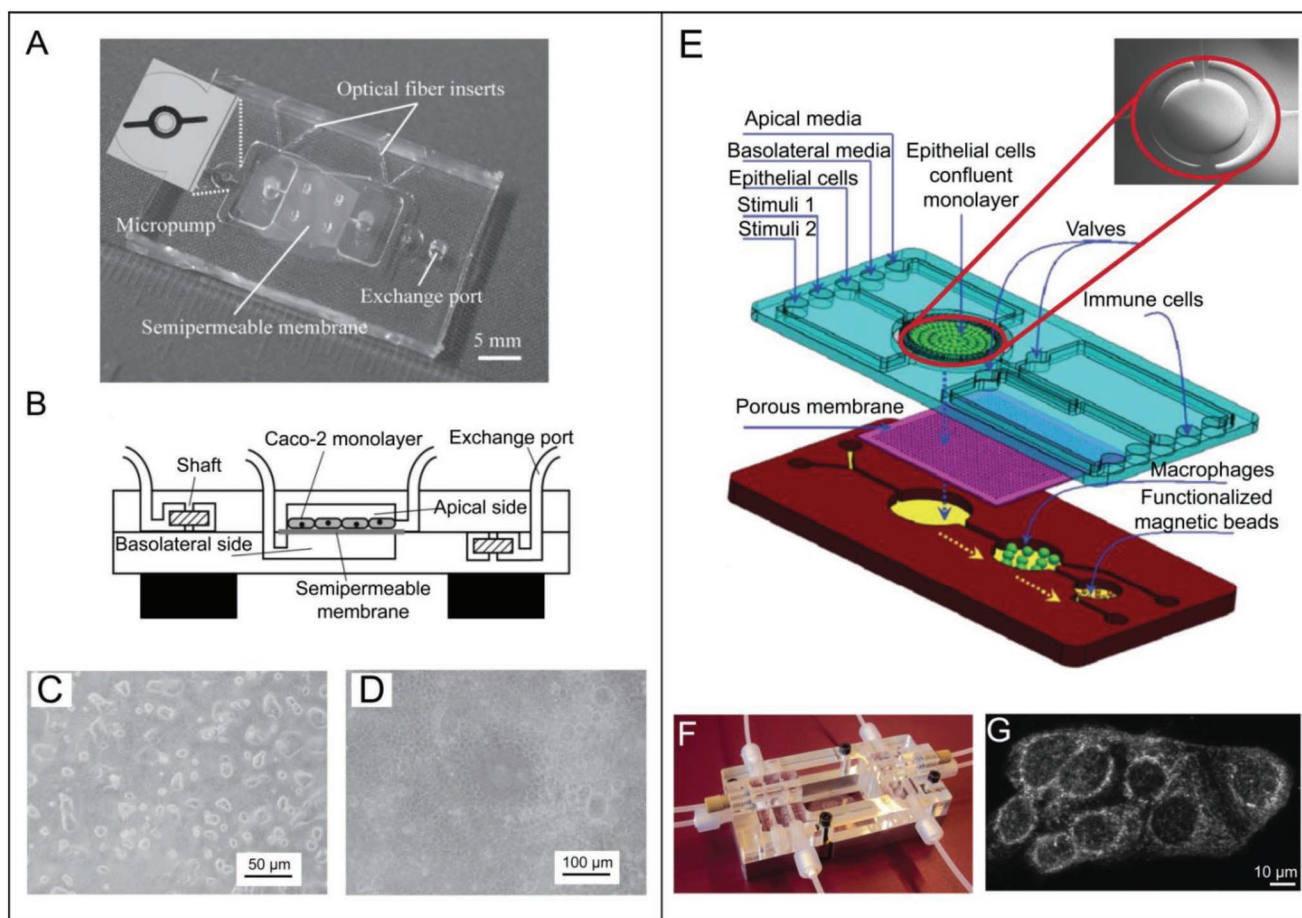 A
Optical fiber inserts
Micropump
Exchange port
Semipermeable membrane
5 mm
B
Caco-2 monolayer
Exchange port
Shaft
Apical side
Basolateral side
Semipermeable
membrane
C
50 µm
D
100 µm
E
Apical media
Basolateral media
Epithelial cells
Stimuli 1
Stimuli 2
Epithelial cells
confluent
monolayer
Valves
Immune cells
Porous membrane
Macrophages
Functionalized
magnetic beads
F
G
10 µm